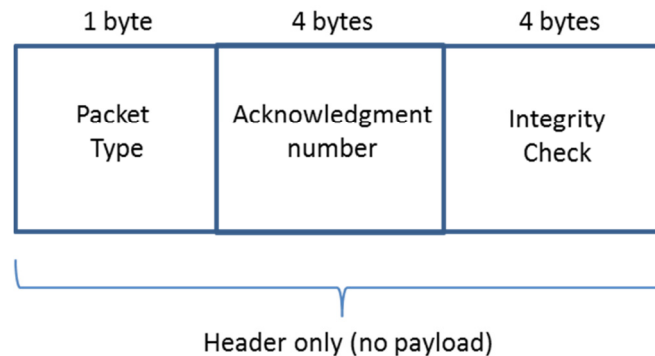 1 byte 4 bytes 4 bytes
Packet Type
Acknowledgment number
Integrity Check
Header only (no payload)